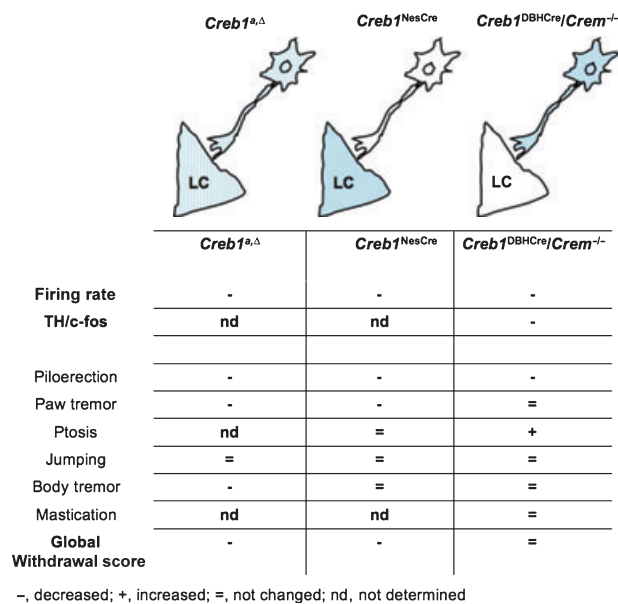 Creb1a,Δ Creb1NesCre Creb1DBHCre/Crem–/–
LC LC LC
Creb1a,Δ Creb1NesCre Creb1DBHCre/Crem–/–
Firing rate - - -
TH/c-fos nd nd -
Piloerection - - -
Paw tremor - - =
Ptosis nd = +
Jumping = = =
Body tremor - = =
Mastication nd nd =
Global
Withdrawal score - - =
–, decreased; +, increased; =, not changed; nd, not determined